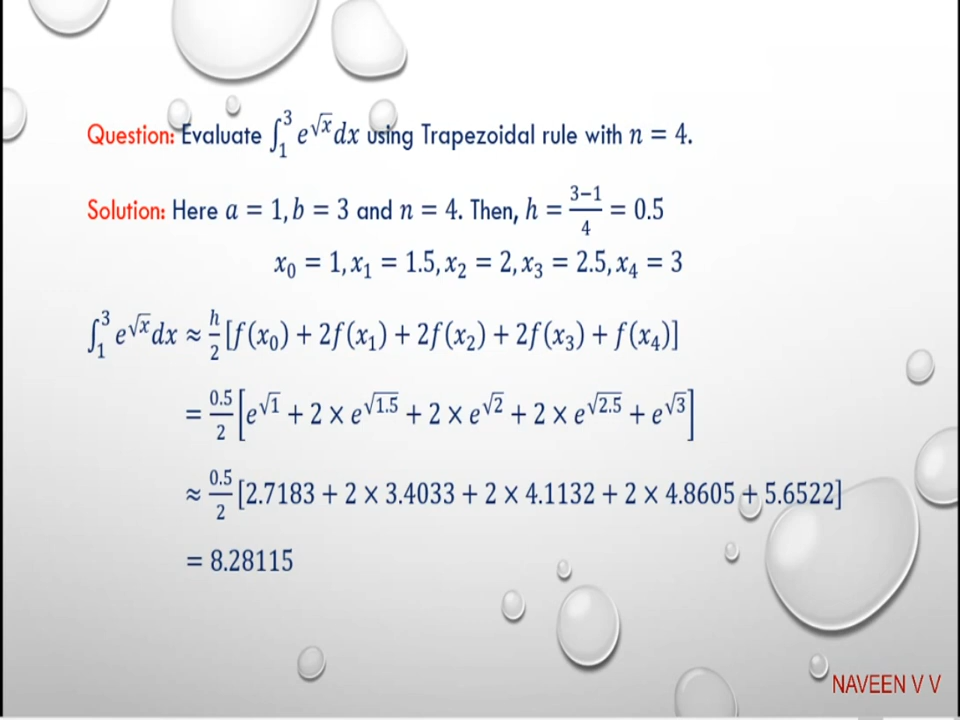 Question: Evaluate ∫₁³ e^√x dx using Trapezoidal rule with n = 4.
Solution: Here a = 1, b = 3 and n = 4. Then, h = (3−1)/4 = 0.5
x₀ = 1, x₁ = 1.5, x₂ = 2, x₃ = 2.5, x₄ = 3
∫₁³ e^√x dx ≈ h/2 [f(x₀) + 2f(x₁) + 2f(x₂) + 2f(x₃) + f(x₄)]
= 0.5/2 [e^√1 + 2 × e^√1.5 + 2 × e^√2 + 2 × e^√2.5 + e^√3]
≈ 0.5/2 [2.7183 + 2 × 3.4033 + 2 × 4.1132 + 2 × 4.8605 + 5.6522]
= 8.28115
NAVEEN V V